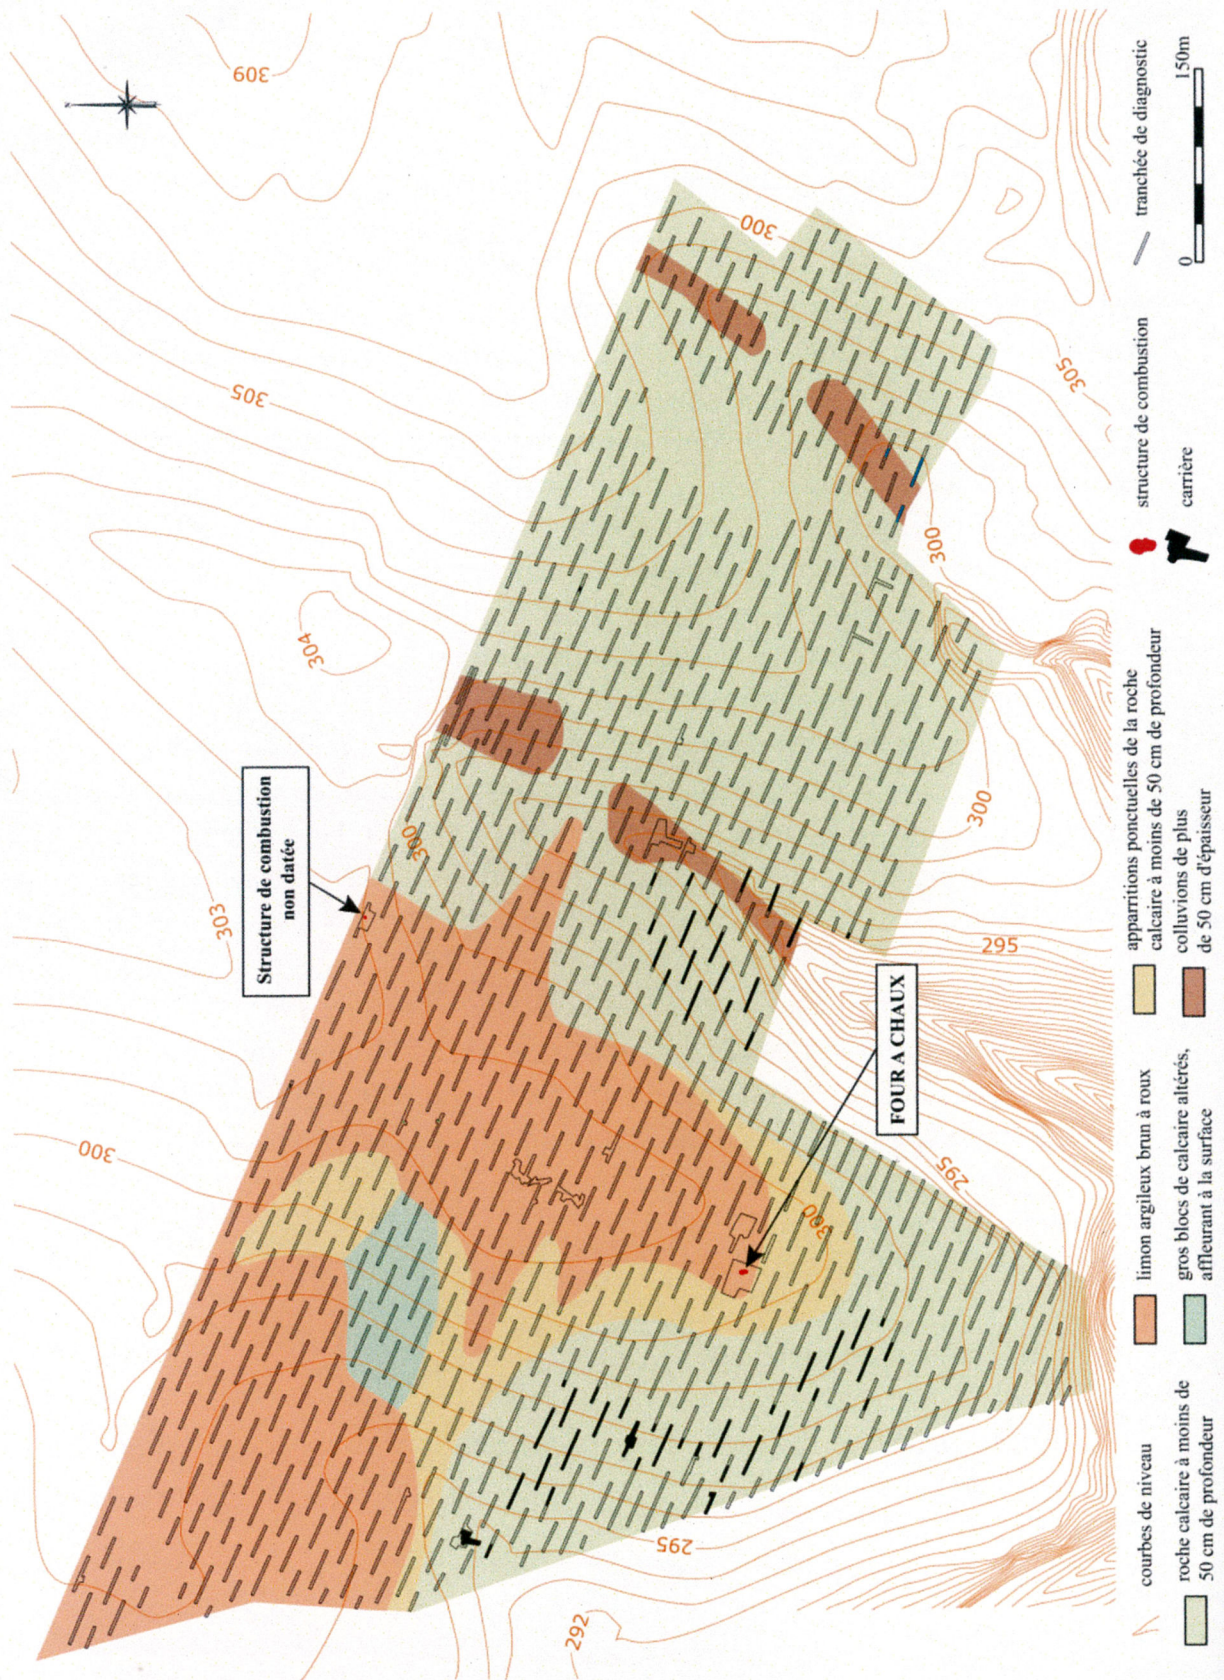 309
305
304
303
300
300
300
300
300
300
305
295
295
295
292
Structure de combustion
non datée
FOUR A CHAUX
courbes de niveau
roche calcaire à moins de
50 cm de profondeur
limon argileux brun à roux
gros blocs de calcaire altérés,
affleurant à la surface
apparitions ponctuelles de la roche
calcaire à moins de 50 cm de profondeur
colluvions de plus
de 50 cm d'épaisseur
structure de combustion
carrière
tranchée de diagnostic
0 150m